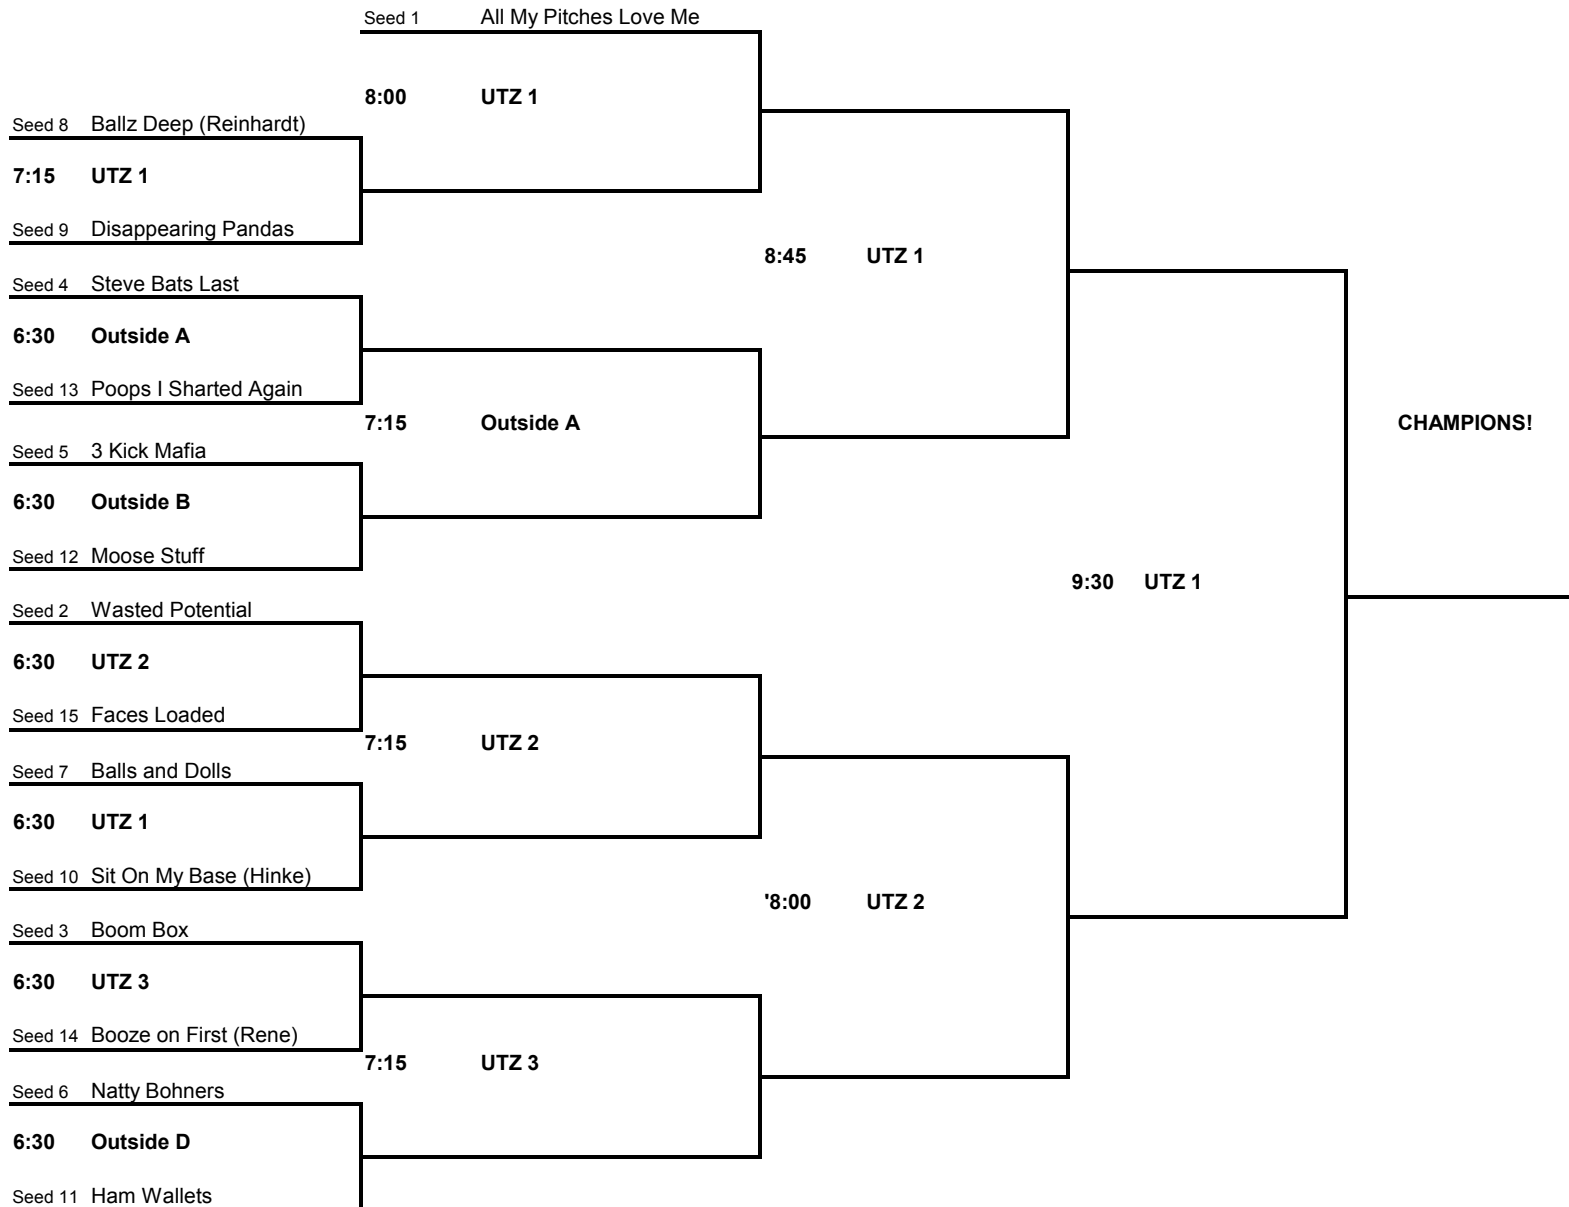 Seed 1 All My Pitches Love Me
8:00 UTZ 1
Seed 8 Ballz Deep (Reinhardt)
7:15 UTZ 1
Seed 9 Disappearing Pandas
8:45 UTZ 1
Seed 4 Steve Bats Last
6:30 Outside A
Seed 13 Poops I Sharted Again
7:15 Outside A
CHAMPIONS!
Seed 5 3 Kick Mafia
6:30 Outside B
Seed 12 Moose Stuff
9:30 UTZ 1
Seed 2 Wasted Potential
6:30 UTZ 2
Seed 15 Faces Loaded
7:15 UTZ 2
Seed 7 Balls and Dolls
6:30 UTZ 1
Seed 10 Sit On My Base (Hinke)
'8:00 UTZ 2
Seed 3 Boom Box
6:30 UTZ 3
Seed 14 Booze on First (Rene)
7:15 UTZ 3
Seed 6 Natty Bohners
6:30 Outside D
Seed 11 Ham Wallets